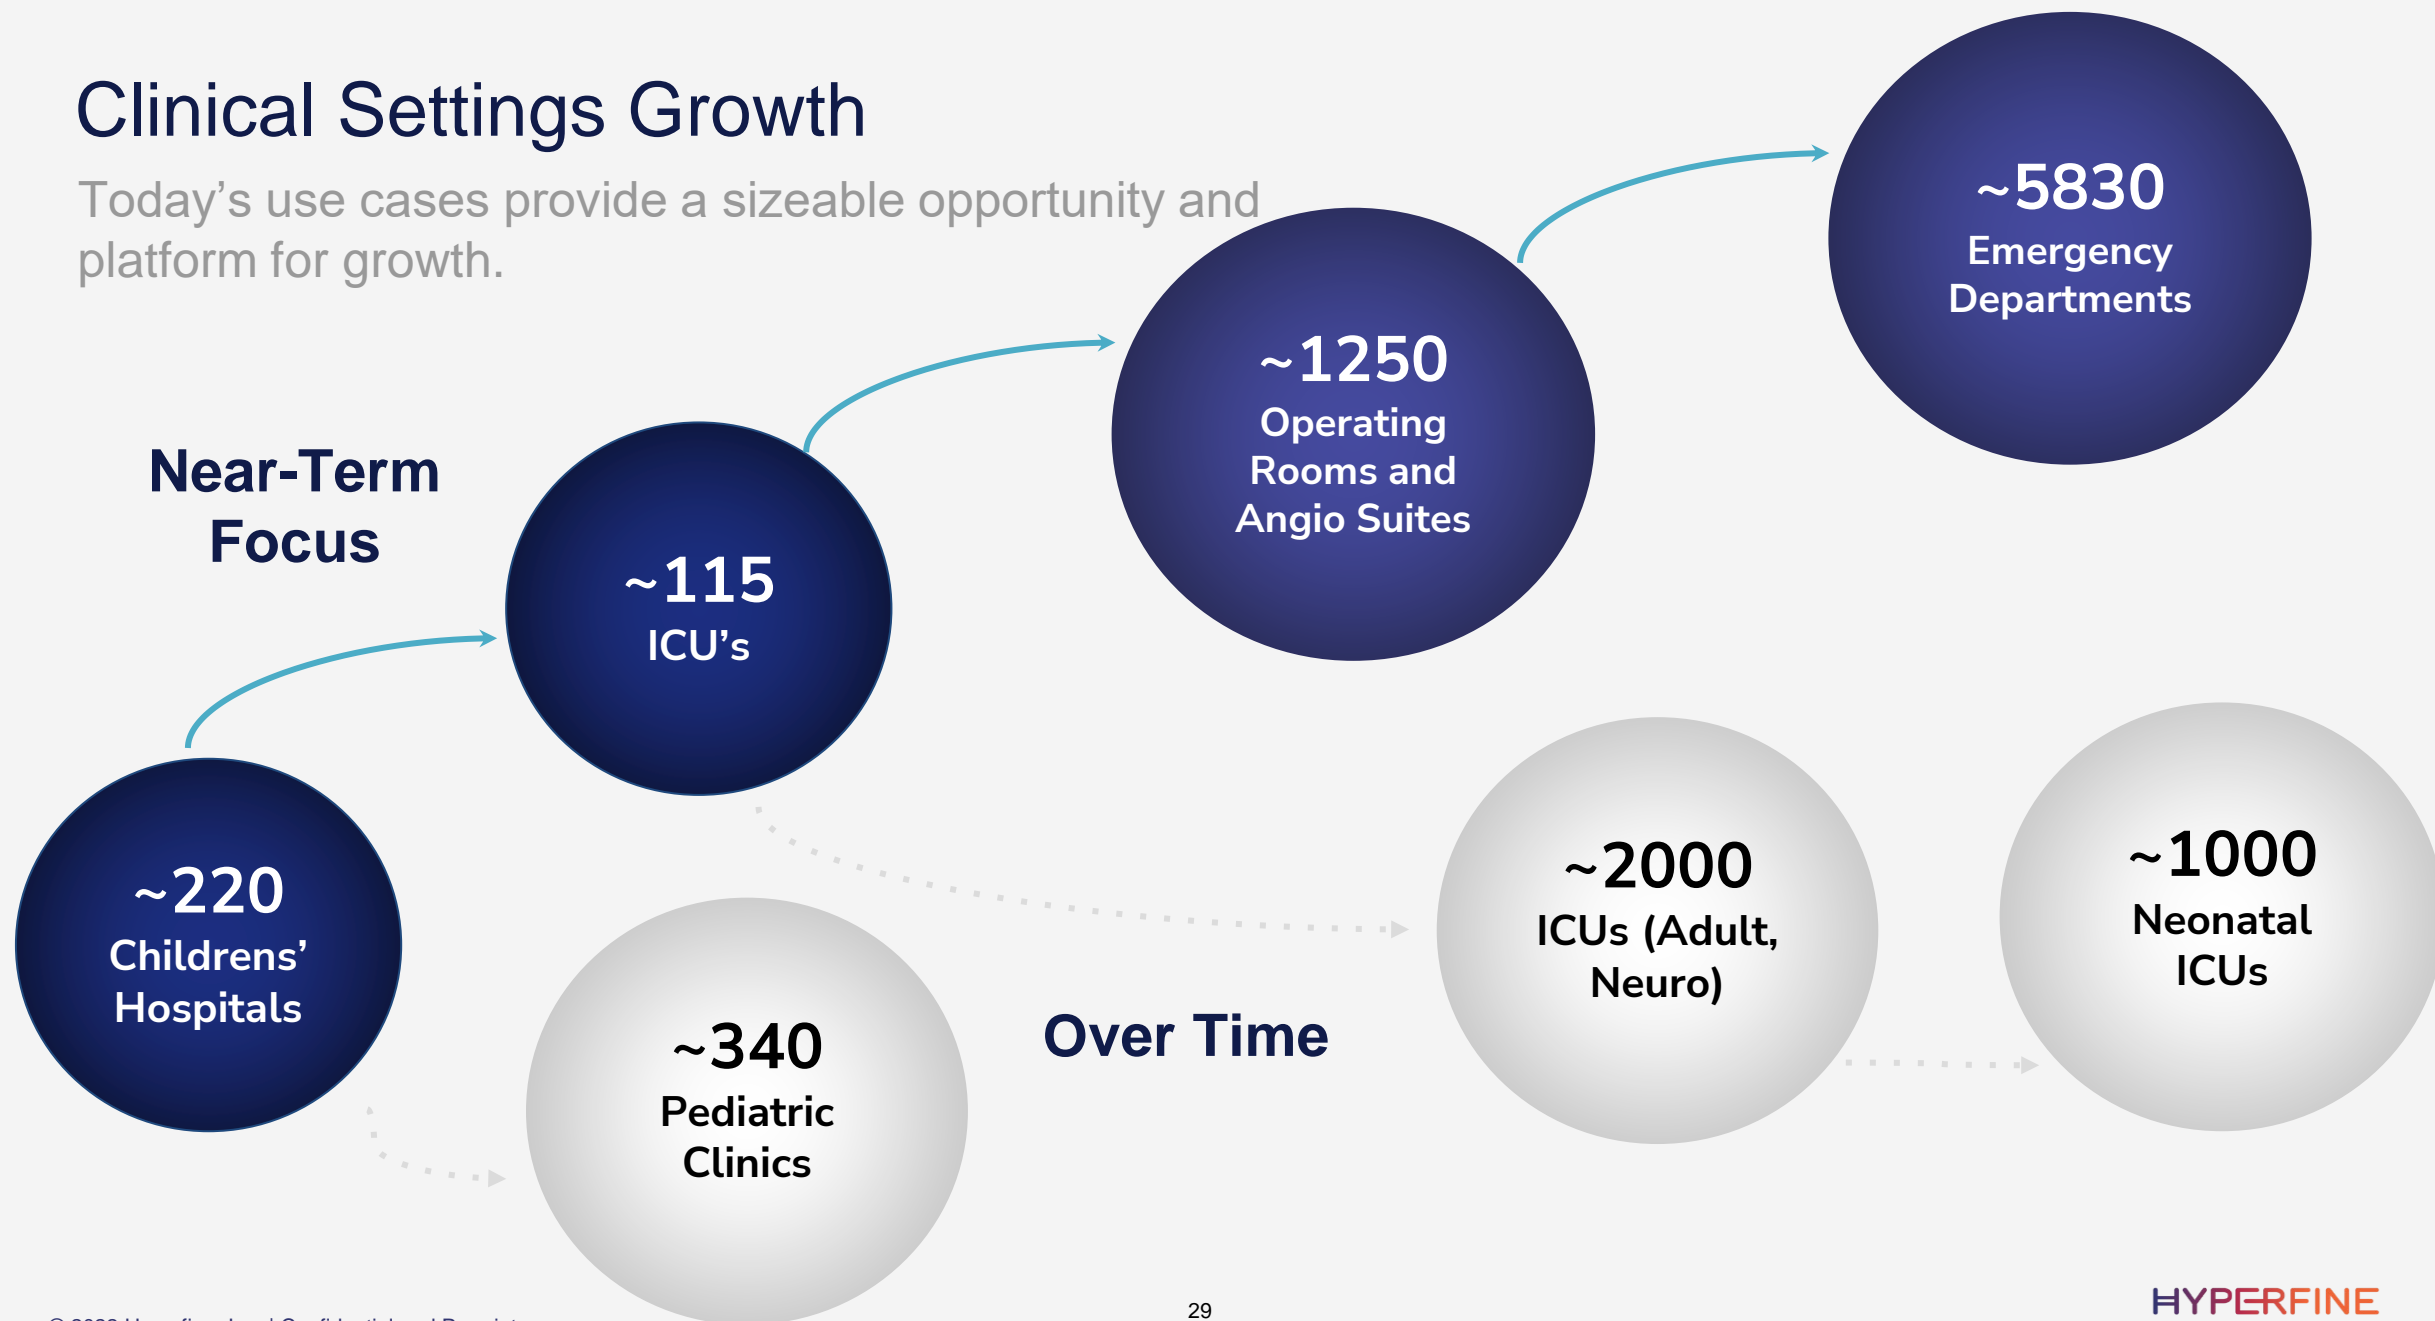 Clinical Settings Growth
Today’s use cases provide a sizeable opportunity and
platform for growth.
Near-Term
Focus
~220
Childrens’
Hospitals
~115
ICU’s
~1250
Operating
Rooms and
Angio Suites
~5830
Emergency
Departments
~340
Pediatric
Clinics
Over Time
~2000
ICUs (Adult,
Neuro)
~1000
Neonatal
ICUs
29
HYPERFINE